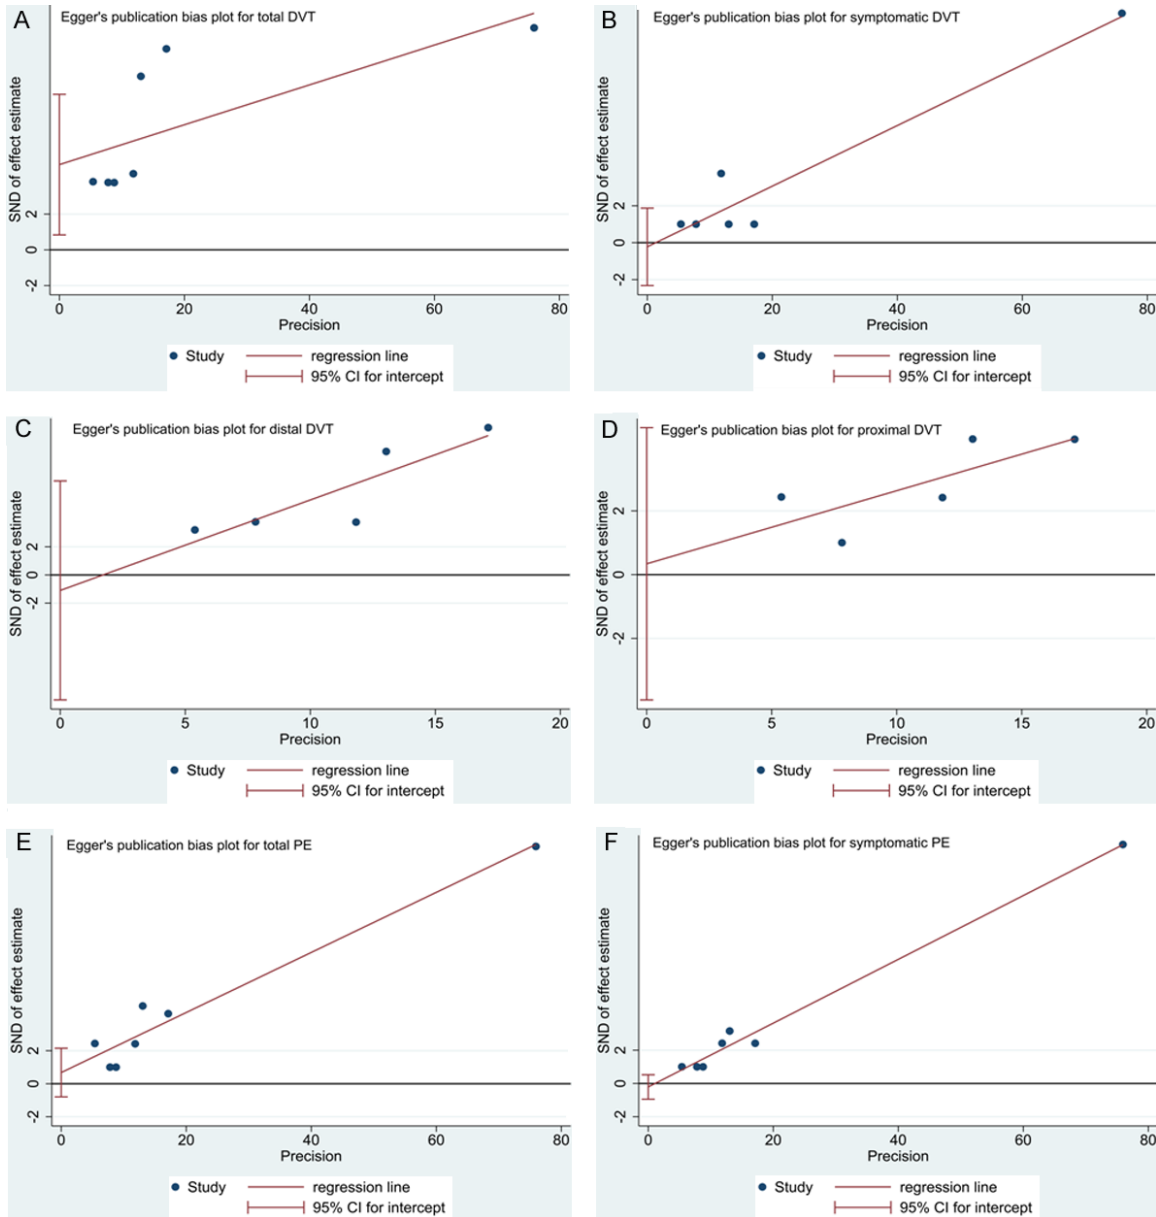 A
Egger's publication bias plot for total DVT
SND of effect estimate
2
0
-2
0 20 40 60 80
Precision
Study regression line
95% CI for intercept
B
Egger's publication bias plot for symptomatic DVT
SND of effect estimate
2
0
-2
0 20 40 60 80
Precision
Study regression line
95% CI for intercept
C
Egger's publication bias plot for distal DVT
SND of effect estimate
2
0
-2
0 5 10 15 20
Precision
Study regression line
95% CI for intercept
D
Egger's publication bias plot for proximal DVT
SND of effect estimate
2
0
-2
0 5 10 15 20
Precision
Study regression line
95% CI for intercept
E
Egger's publication bias plot for total PE
SND of effect estimate
2
0
-2
0 20 40 60 80
Precision
Study regression line
95% CI for intercept
F
Egger's publication bias plot for symptomatic PE
SND of effect estimate
2
0
-2
0 20 40 60 80
Precision
Study regression line
95% CI for intercept